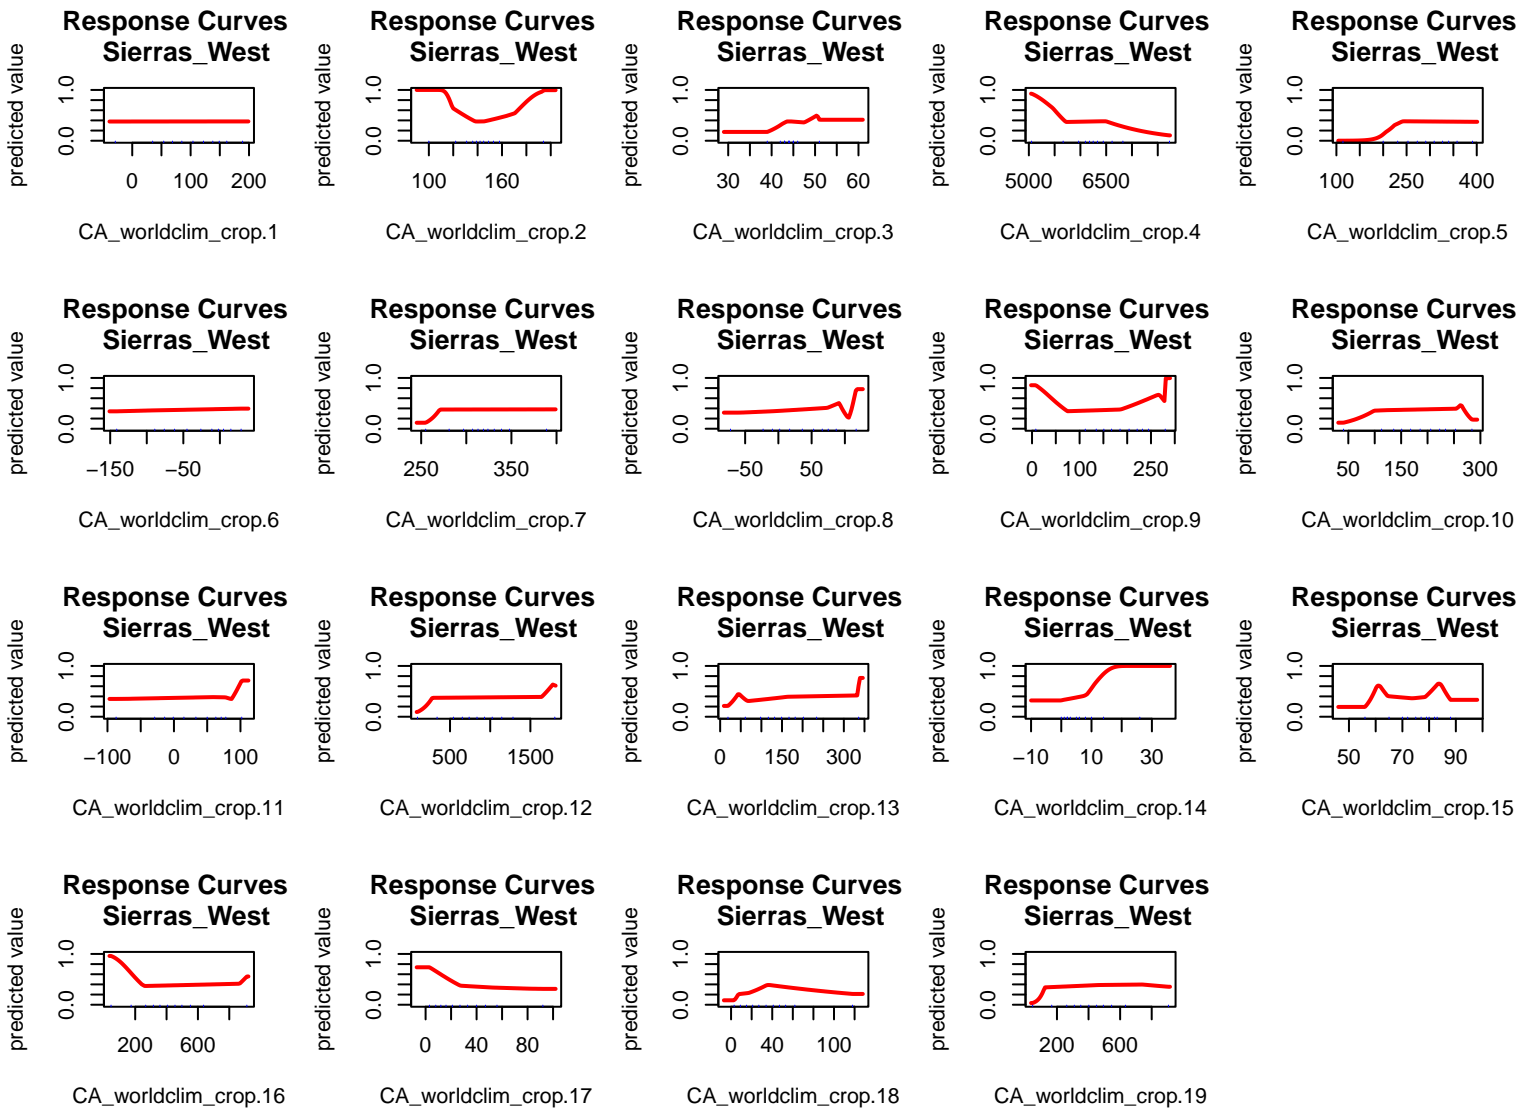 Response Curves
Sierras_West
predicted value
0.0 1.0
0 100 200
CA_worldclim_crop.1
Response Curves
Sierras_West
predicted value
0.0 1.0
100 160
CA_worldclim_crop.2
Response Curves
Sierras_West
predicted value
0.0 1.0
30 40 50 60
CA_worldclim_crop.3
Response Curves
Sierras_West
predicted value
0.0 1.0
5000 6500
CA_worldclim_crop.4
Response Curves
Sierras_West
predicted value
0.0 1.0
100 250 400
CA_worldclim_crop.5
Response Curves
Sierras_West
predicted value
0.0 1.0
−150 −50
CA_worldclim_crop.6
Response Curves
Sierras_West
predicted value
0.0 1.0
250 350
CA_worldclim_crop.7
Response Curves
Sierras_West
predicted value
0.0 1.0
−50 50
CA_worldclim_crop.8
Response Curves
Sierras_West
predicted value
0.0 1.0
0 100 250
CA_worldclim_crop.9
Response Curves
Sierras_West
predicted value
0.0 1.0
50 150 300
CA_worldclim_crop.10
Response Curves
Sierras_West
predicted value
0.0 1.0
−100 0 100
CA_worldclim_crop.11
Response Curves
Sierras_West
predicted value
0.0 1.0
500 1500
CA_worldclim_crop.12
Response Curves
Sierras_West
predicted value
0.0 1.0
0 150 300
CA_worldclim_crop.13
Response Curves
Sierras_West
predicted value
0.0 1.0
−10 10 30
CA_worldclim_crop.14
Response Curves
Sierras_West
predicted value
0.0 1.0
50 70 90
CA_worldclim_crop.15
Response Curves
Sierras_West
predicted value
0.0 1.0
200 600
CA_worldclim_crop.16
Response Curves
Sierras_West
predicted value
0.0 1.0
0 40 80
CA_worldclim_crop.17
Response Curves
Sierras_West
predicted value
0.0 1.0
0 40 100
CA_worldclim_crop.18
Response Curves
Sierras_West
predicted value
0.0 1.0
200 600
CA_worldclim_crop.19